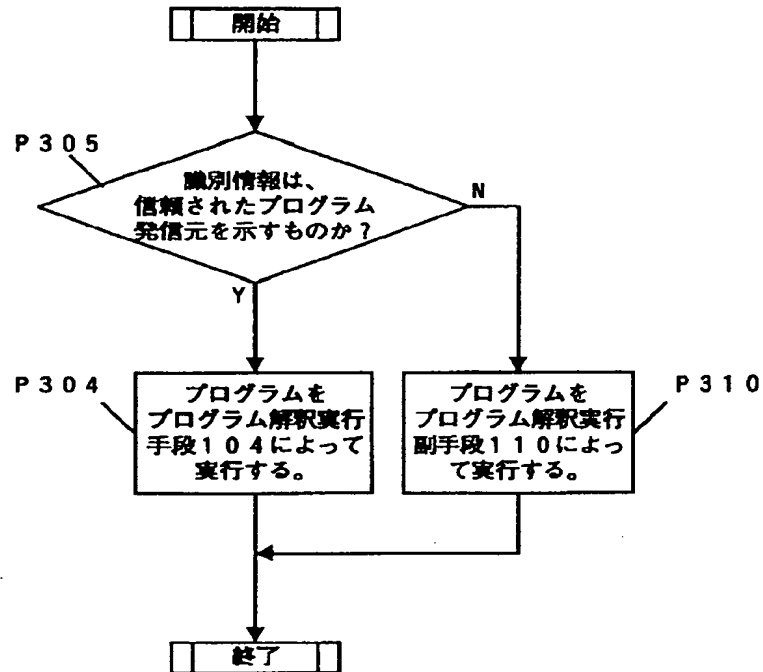 開始
P305
識別情報は、
信頼されたプログラム
発信元を示すものか?
N
Y
P304
プログラムを
プログラム解釈実行
手段104によって
実行する。
プログラムを
プログラム解釈実行
副手段110によっ
て実行する。
P310
終了